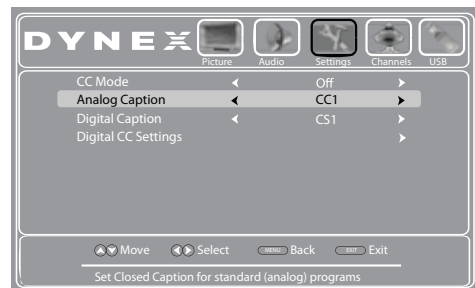 DYNEX
Picture Audio Settings Channels USB
CC Mode Off
Analog Caption CC1
Digital Caption CS1
Digital CC Settings
Move Select MENU Back EXIT Exit
Set Closed Caption for standard (analog) programs